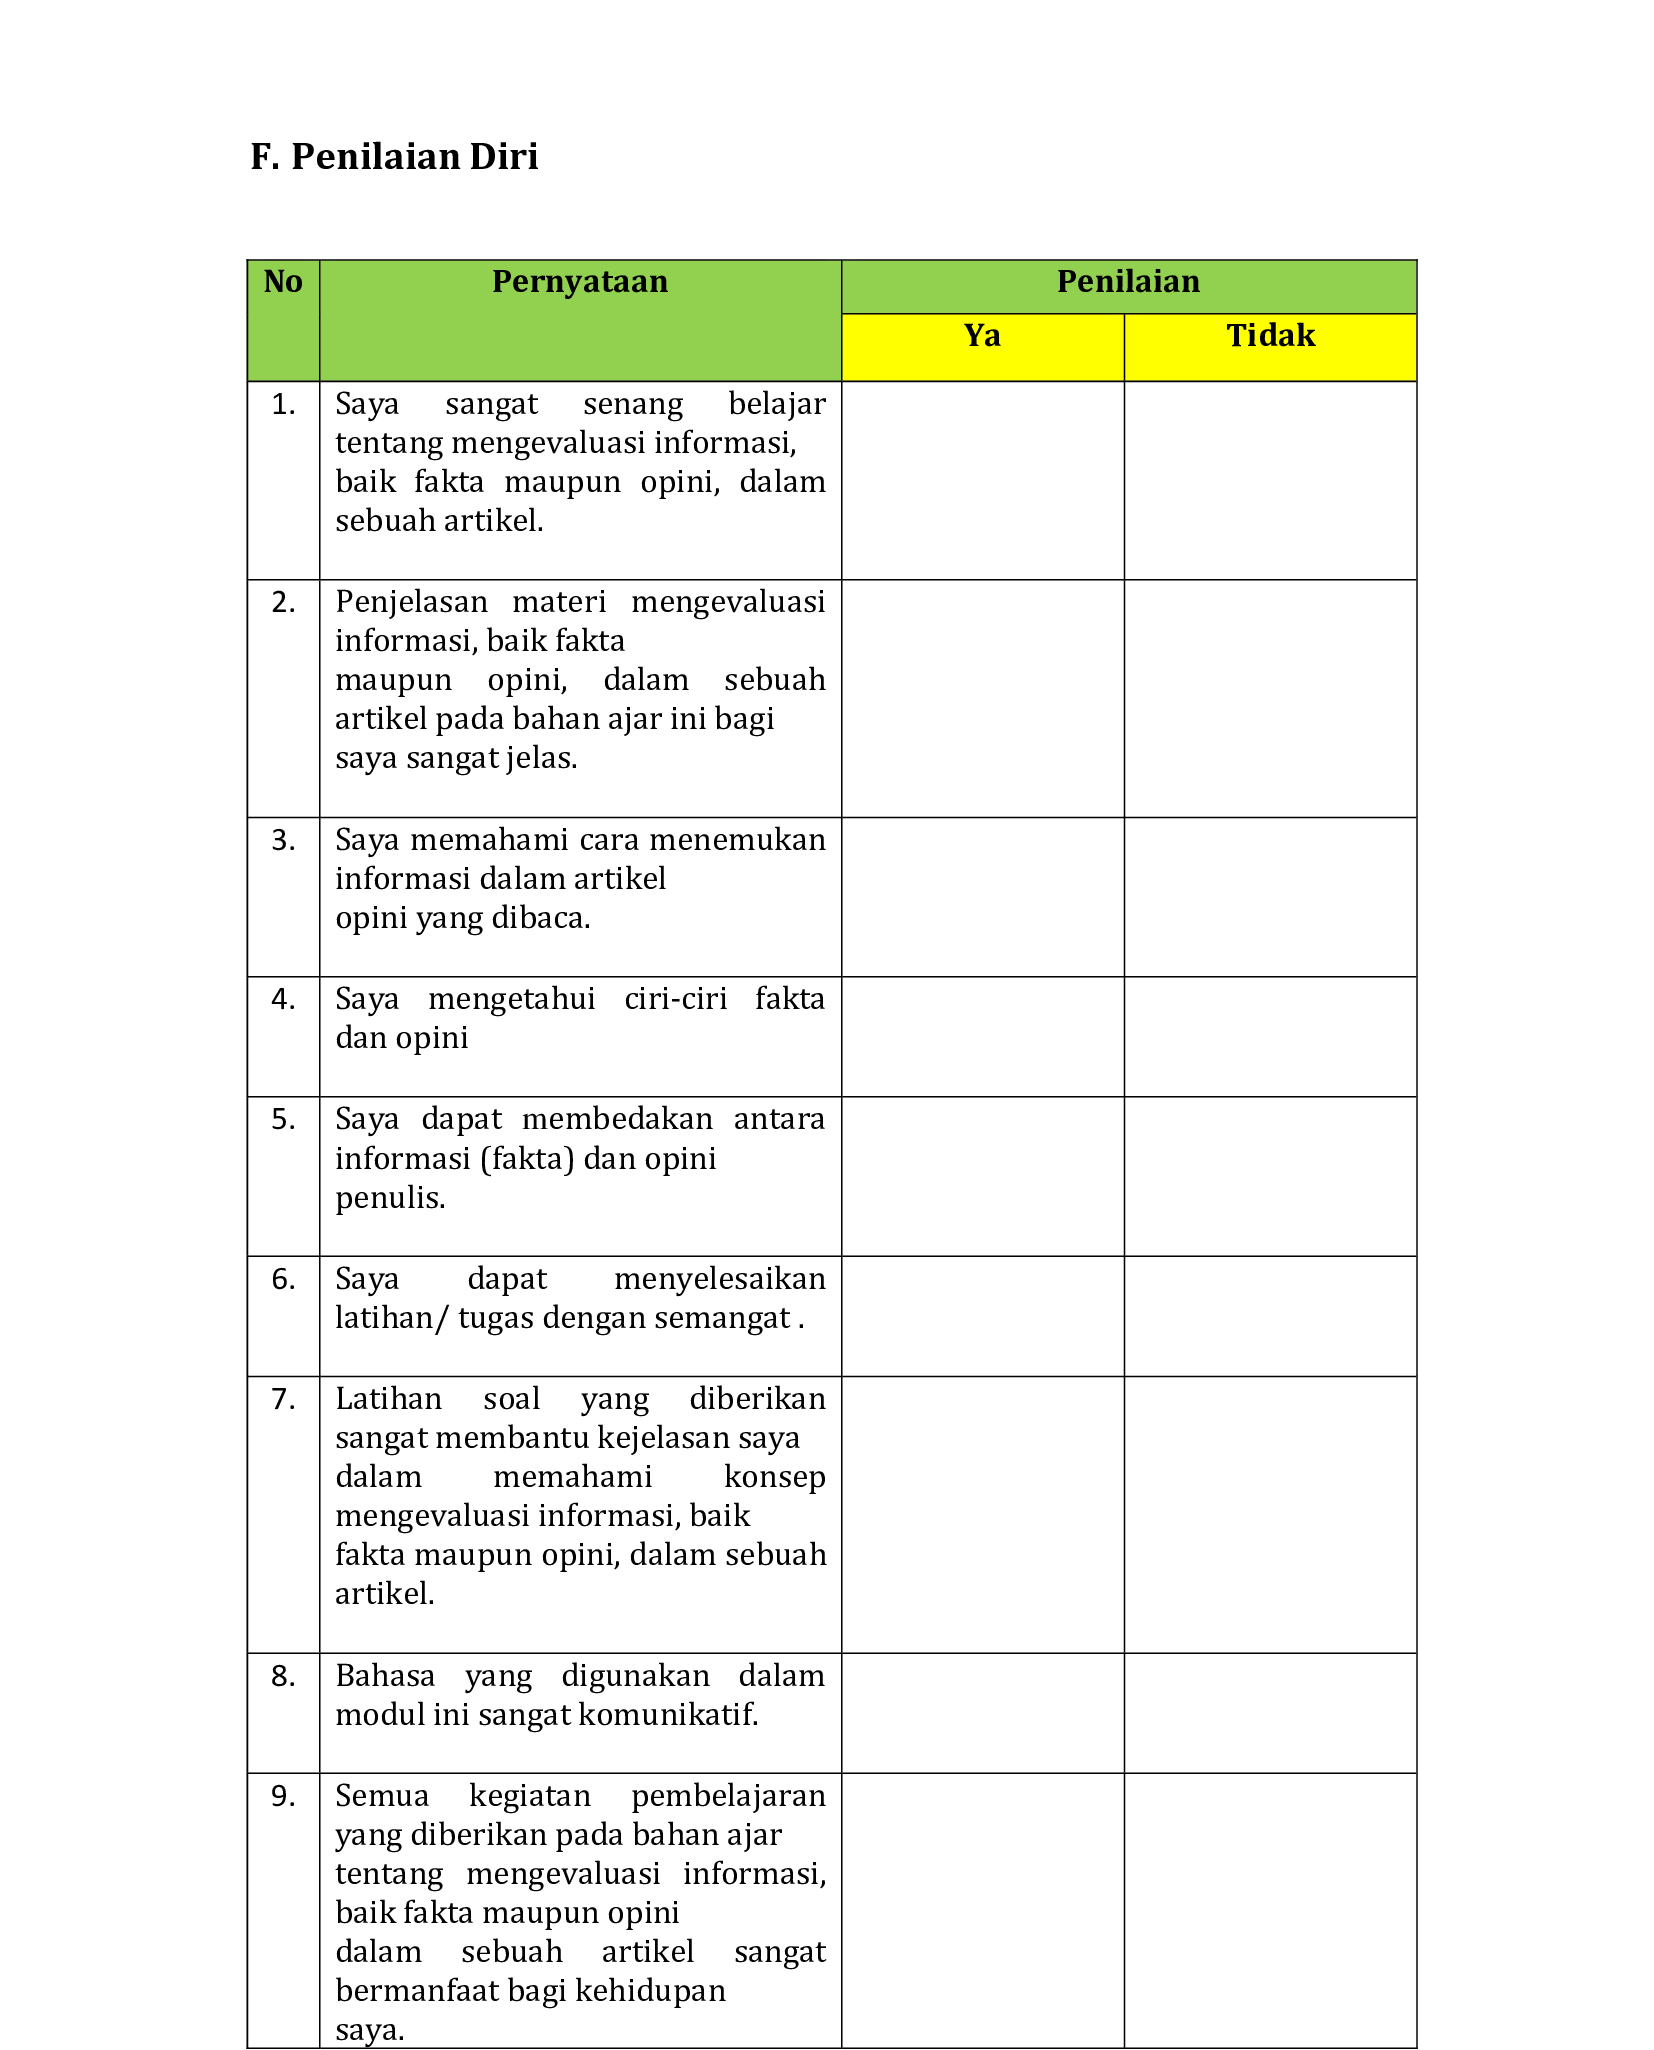 F. Penilaian Diri
No Pernyataan Penilaian
Ya Tidak
1. Saya sangat senang belajar
tentang mengevaluasi informasi,
baik fakta maupun opini, dalam
sebuah artikel.
2. Penjelasan materi mengevaluasi
informasi, baik fakta
maupun opini, dalam sebuah
artikel pada bahan ajar ini bagi
saya sangat jelas.
3. Saya memahami cara menemukan
informasi dalam artikel
opini yang dibaca.
4. Saya mengetahui ciri-ciri fakta
dan opini
5. Saya dapat membedakan antara
informasi (fakta) dan opini
penulis.
6. Saya dapat menyelesaikan
latihan/ tugas dengan semangat .
7. Latihan soal yang diberikan
sangat membantu kejelasan saya
dalam memahami konsep
mengevaluasi informasi, baik
fakta maupun opini, dalam sebuah
artikel.
8. Bahasa yang digunakan dalam
modul ini sangat komunikatif.
9. Semua kegiatan pembelajaran
yang diberikan pada bahan ajar
tentang mengevaluasi informasi,
baik fakta maupun opini
dalam sebuah artikel sangat
bermanfaat bagi kehidupan
saya.